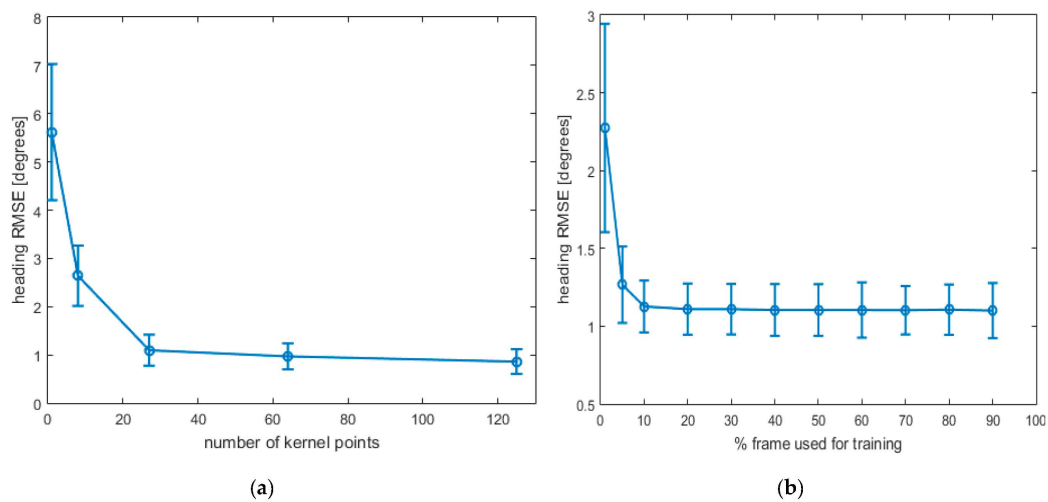 8
7
6
5
4
3
2
1
0
heading RMSE [degrees]
0 20 40 60 80 100 120
number of kernel points
(a)
3
2.5
2
1.5
1
0.5
heading RMSE [degrees]
0 10 20 30 40 50 60 70 80 90 100
% frame used for training
(b)